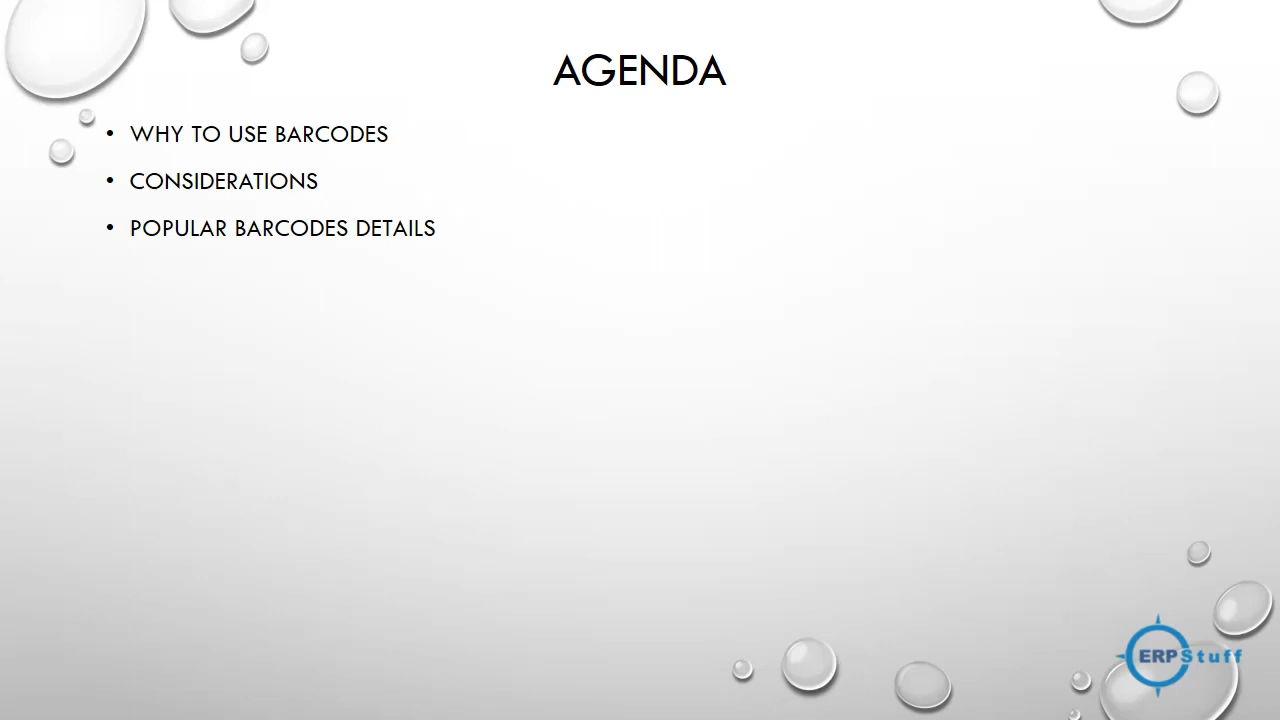 AGENDA
• WHY TO USE BARCODES
• CONSIDERATIONS
• POPULAR BARCODES DETAILS
ERPStuff